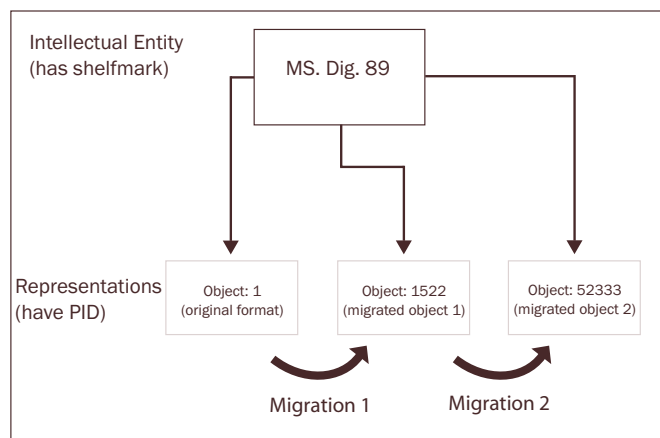 Intellectual Entity
(has shelfmark)
MS. Dig. 89
Representations
(have PID)
Object: 1
(original format)
Object: 1522
(migrated object 1)
Object: 52333
(migrated object 2)
Migration 1
Migration 2